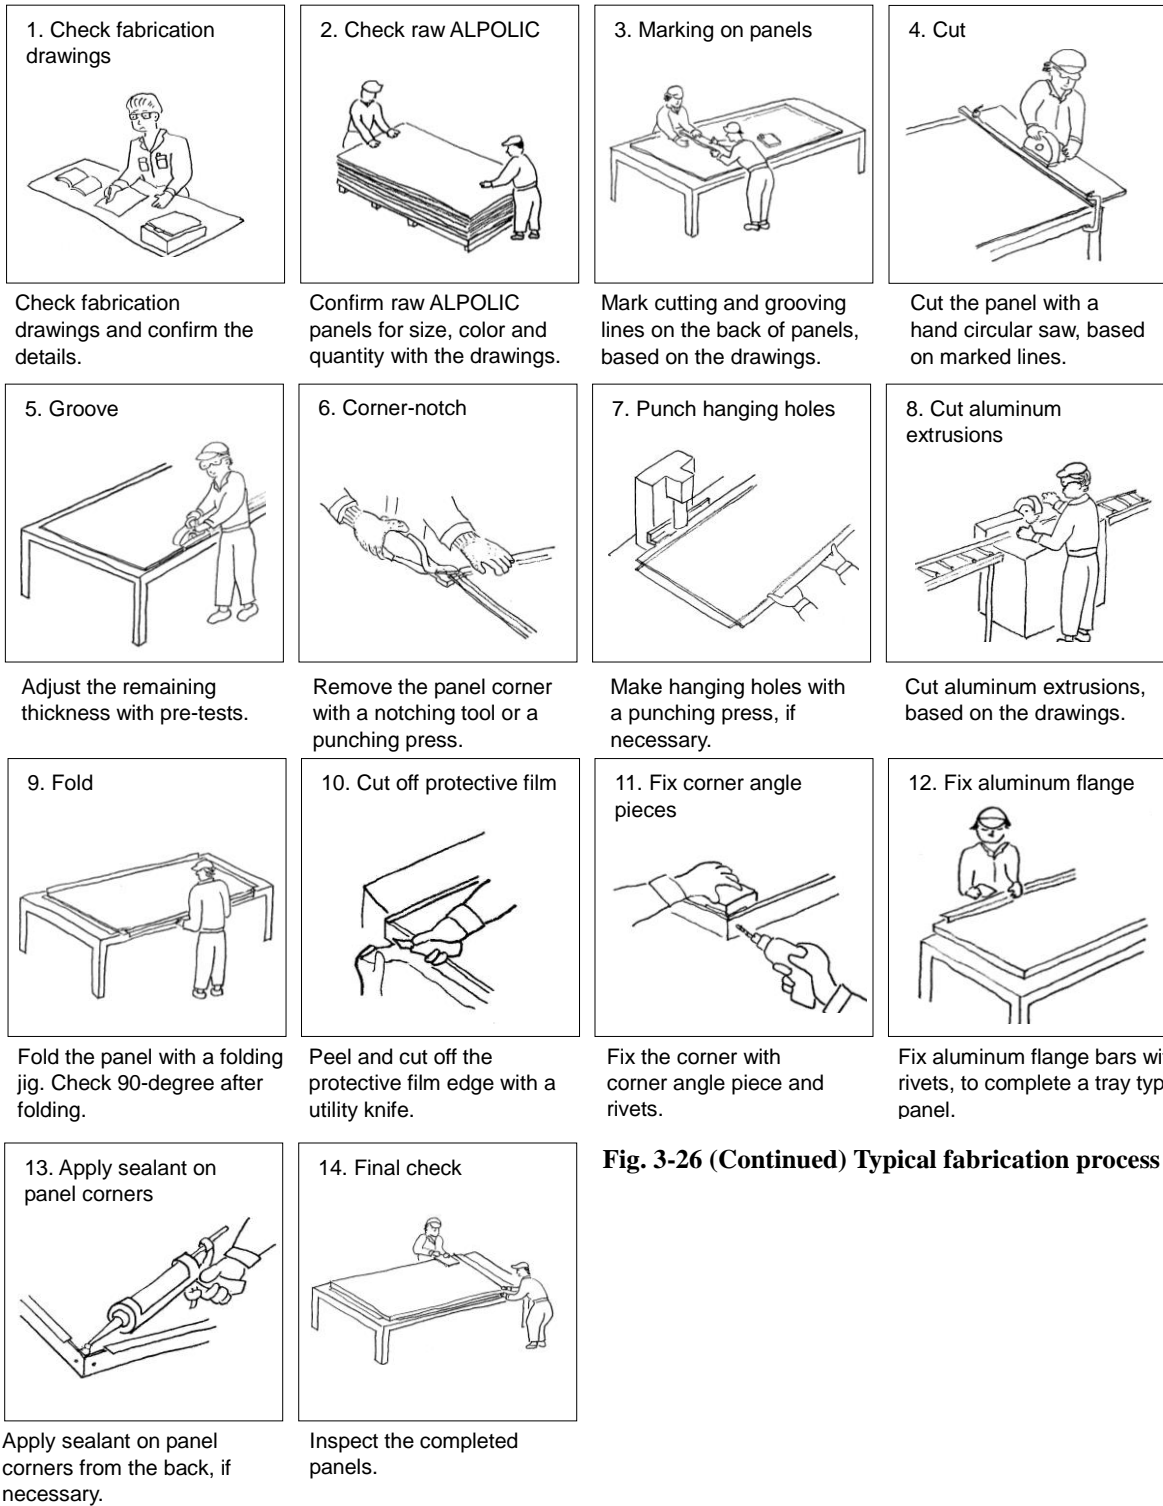 1. Check fabrication
drawings
Check fabrication
drawings and confirm the
details.
2. Check raw ALPOLIC
Confirm raw ALPOLIC
panels for size, color and
quantity with the drawings.
3. Marking on panels
Mark cutting and grooving
lines on the back of panels,
based on the drawings.
4. Cut
Cut the panel with a
hand circular saw, based
on marked lines.
5. Groove
Adjust the remaining
thickness with pre-tests.
6. Corner-notch
Remove the panel corner
with a notching tool or a
punching press.
7. Punch hanging holes
Make hanging holes with
a punching press, if
necessary.
8. Cut aluminum
extrusions
Cut aluminum extrusions,
based on the drawings.
9. Fold
Fold the panel with a folding
jig. Check 90-degree after
folding.
10. Cut off protective film
Peel and cut off the
protective film edge with a
utility knife.
11. Fix corner angle
pieces
Fix the corner with
corner angle piece and
rivets.
12. Fix aluminum flange
Fix aluminum flange bars wi
rivets, to complete a tray typ
panel.
13. Apply sealant on
panel corners
Apply sealant on panel
corners from the back, if
necessary.
14. Final check
Inspect the completed
panels.
Fig. 3-26 (Continued) Typical fabrication process